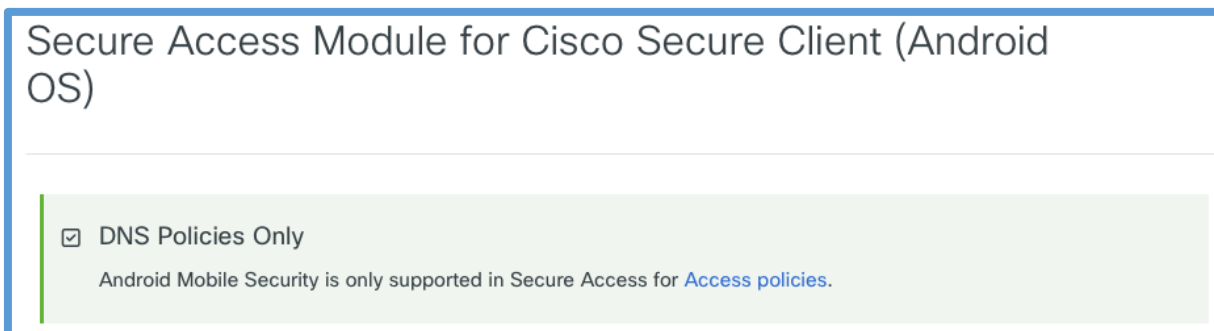 Secure Access Module for Cisco Secure Client (Android
OS)
DNS Policies Only
Android Mobile Security is only supported in Secure Access for Access policies.